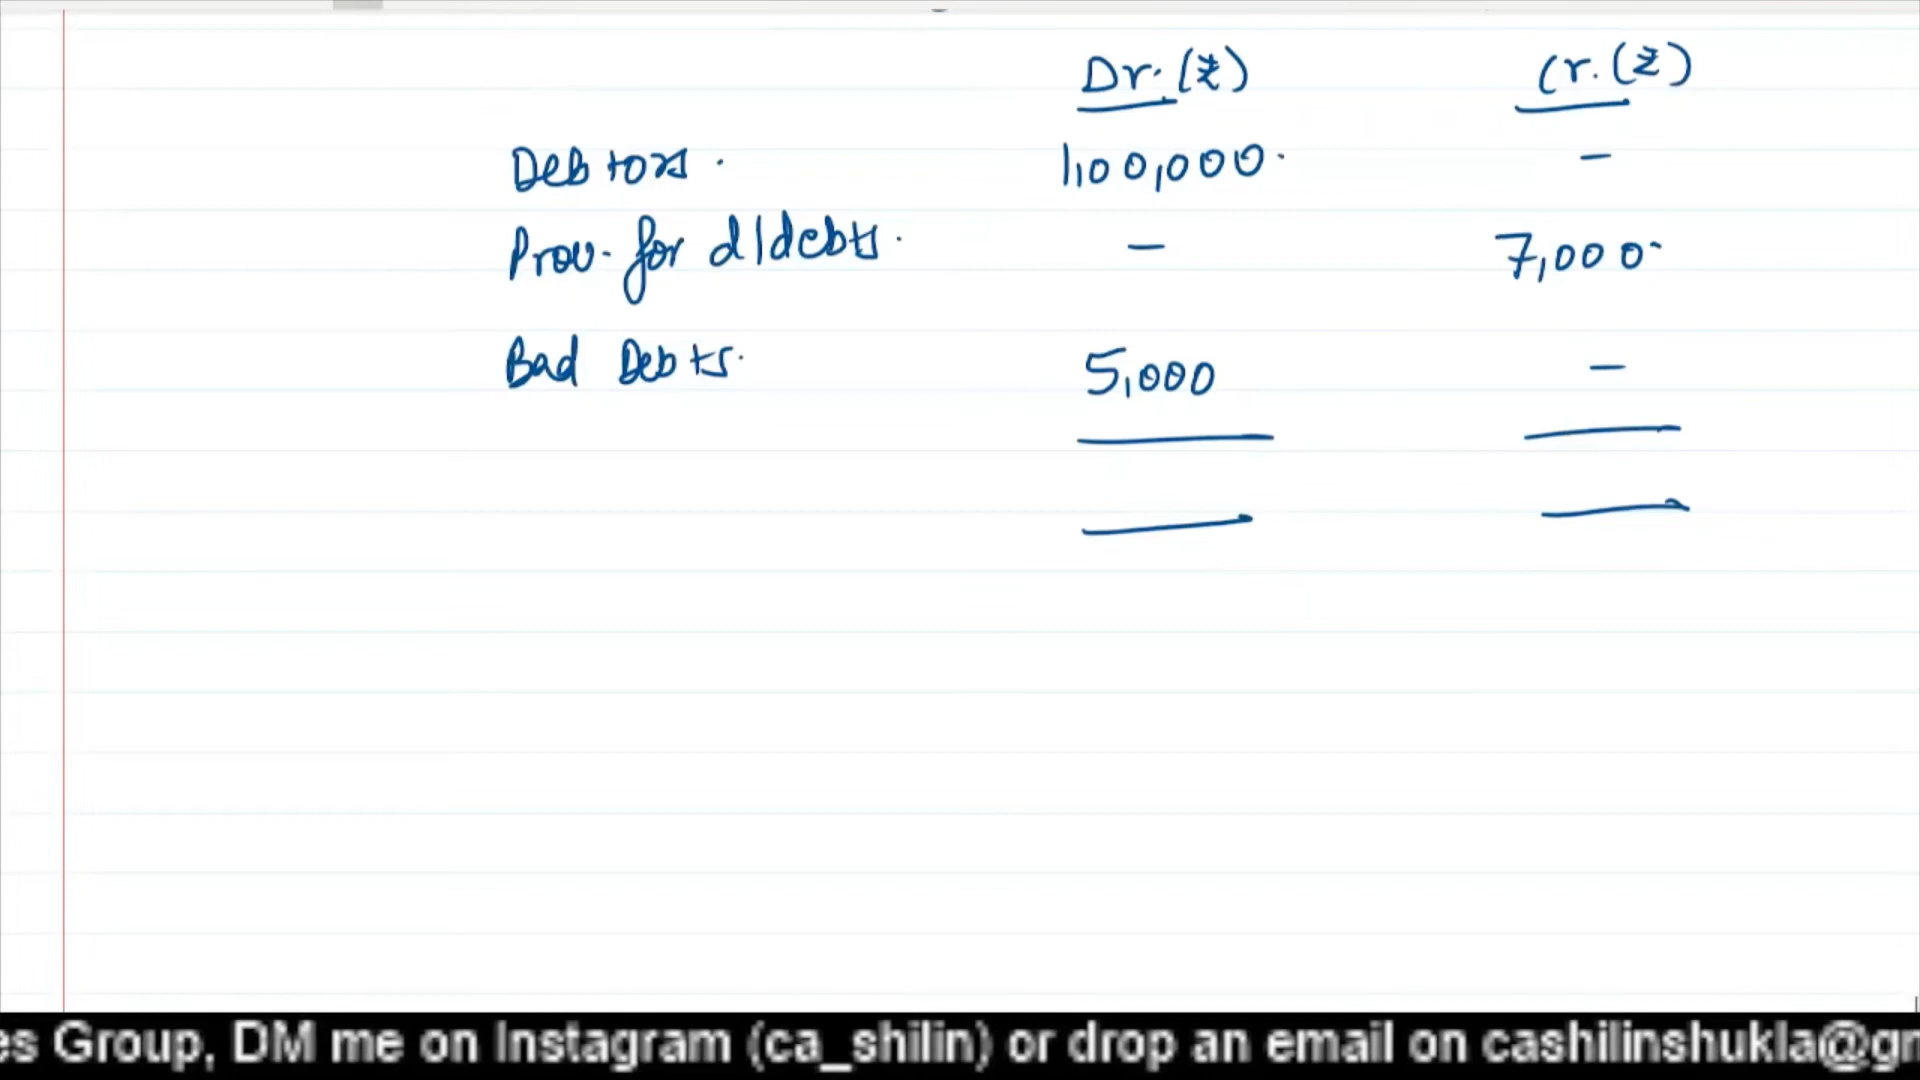 Dr. (₹) Cr. (₹)
Debtors. 1,00,000. -
Prov. for d/debts. - 7,000.
Bad Debts. 5,000 -
es Group, DM me on Instagram (ca_shilin) or drop an email on cashilinshukla@gm